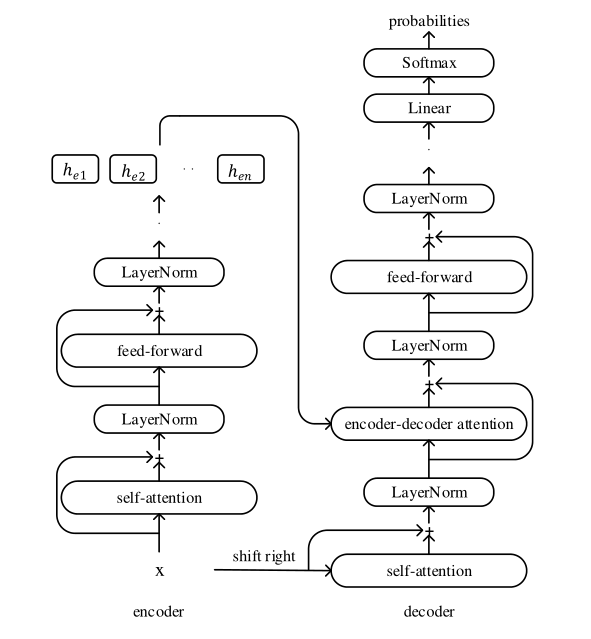 probabilities
Softmax
Linear
LayerNorm
+
feed-forward
LayerNorm
+
encoder-decoder attention
LayerNorm
+
self-attention
decoder
h_{e1} h_{e2} · · h_{en}
LayerNorm
+
feed-forward
LayerNorm
+
self-attention
x
shift right
encoder